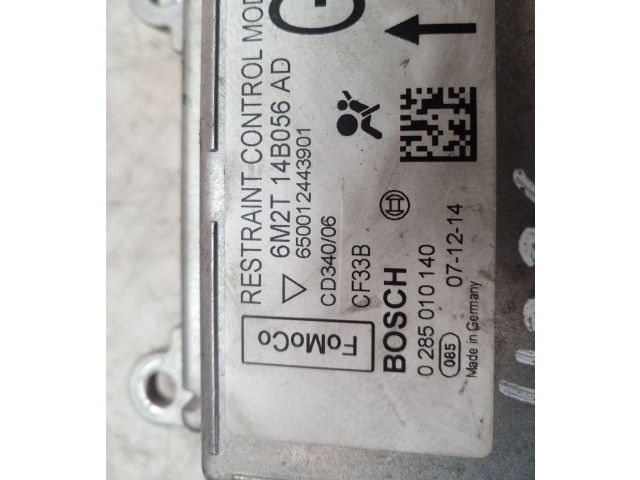 RESTRAINT CONTROL MOD
G
6M2T 14B056 AD
650012443901
CD340/06
CF33B
FoMoCo
BOSCH
0 285 010 140
085
07-12-14
Made in Germany